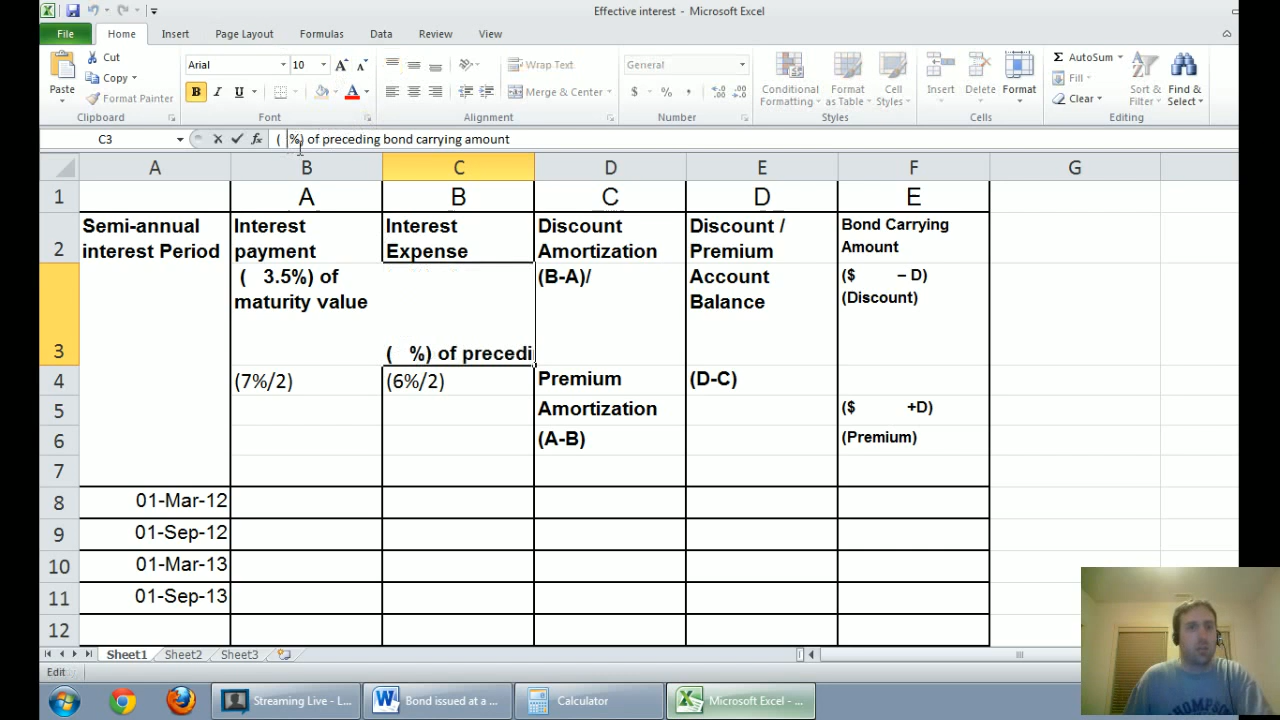 Effective interest - Microsoft Excel
File Home Insert Page Layout Formulas Data Review View
Paste
Cut
Copy
Format Painter
Clipboard
Arial 10
B I U
Font
Wrap Text
Merge & Center
Alignment
General
$ % ,
Number
Conditional Formatting
Format as Table
Cell Styles
Styles
Insert Delete Format
Cells
AutoSum
Fill
Clear
Sort & Filter
Find & Select
Editing
C3 fx ( %) of preceding bond carrying amount
A B C D E F G
1 A B C D E
2
Semi-annual interest Period
Interest payment
Interest Expense
Discount Amortization
Discount / Premium
Bond Carrying Amount
3
( 3.5%) of maturity value
( %) of precedi
(B-A)/
Account Balance
($ – D)
(Discount)
4 (7%/2) (6%/2) Premium (D-C)
5 Amortization ($ +D)
6 (A-B) (Premium)
7
8 01-Mar-12
9 01-Sep-12
10 01-Mar-13
11 01-Sep-13
12
Sheet1 Sheet2 Sheet3
Edit
Streaming Live - L... Bond issued at a ... Calculator Microsoft Excel - ...
THOMPSON